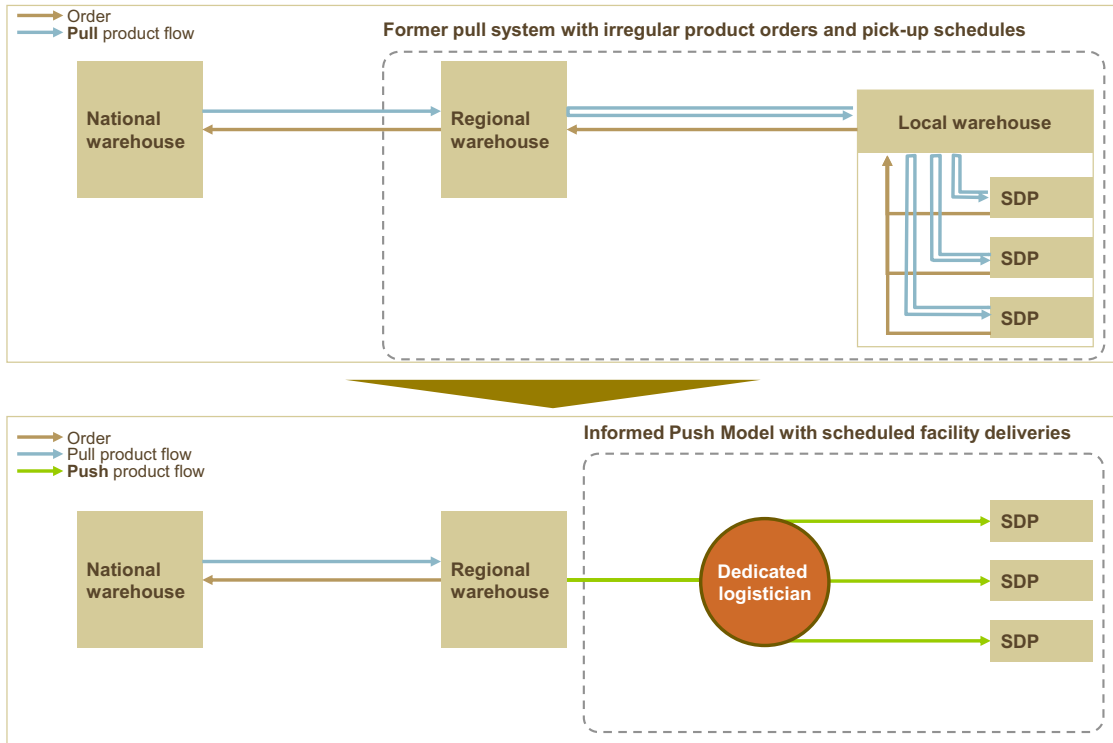 Order
Pull product flow
Former pull system with irregular product orders and pick-up schedules
National
warehouse
Regional
warehouse
Local warehouse
SDP
SDP
SDP
Order
Pull product flow
Push product flow
Informed Push Model with scheduled facility deliveries
National
warehouse
Regional
warehouse
Dedicated
logistician
SDP
SDP
SDP